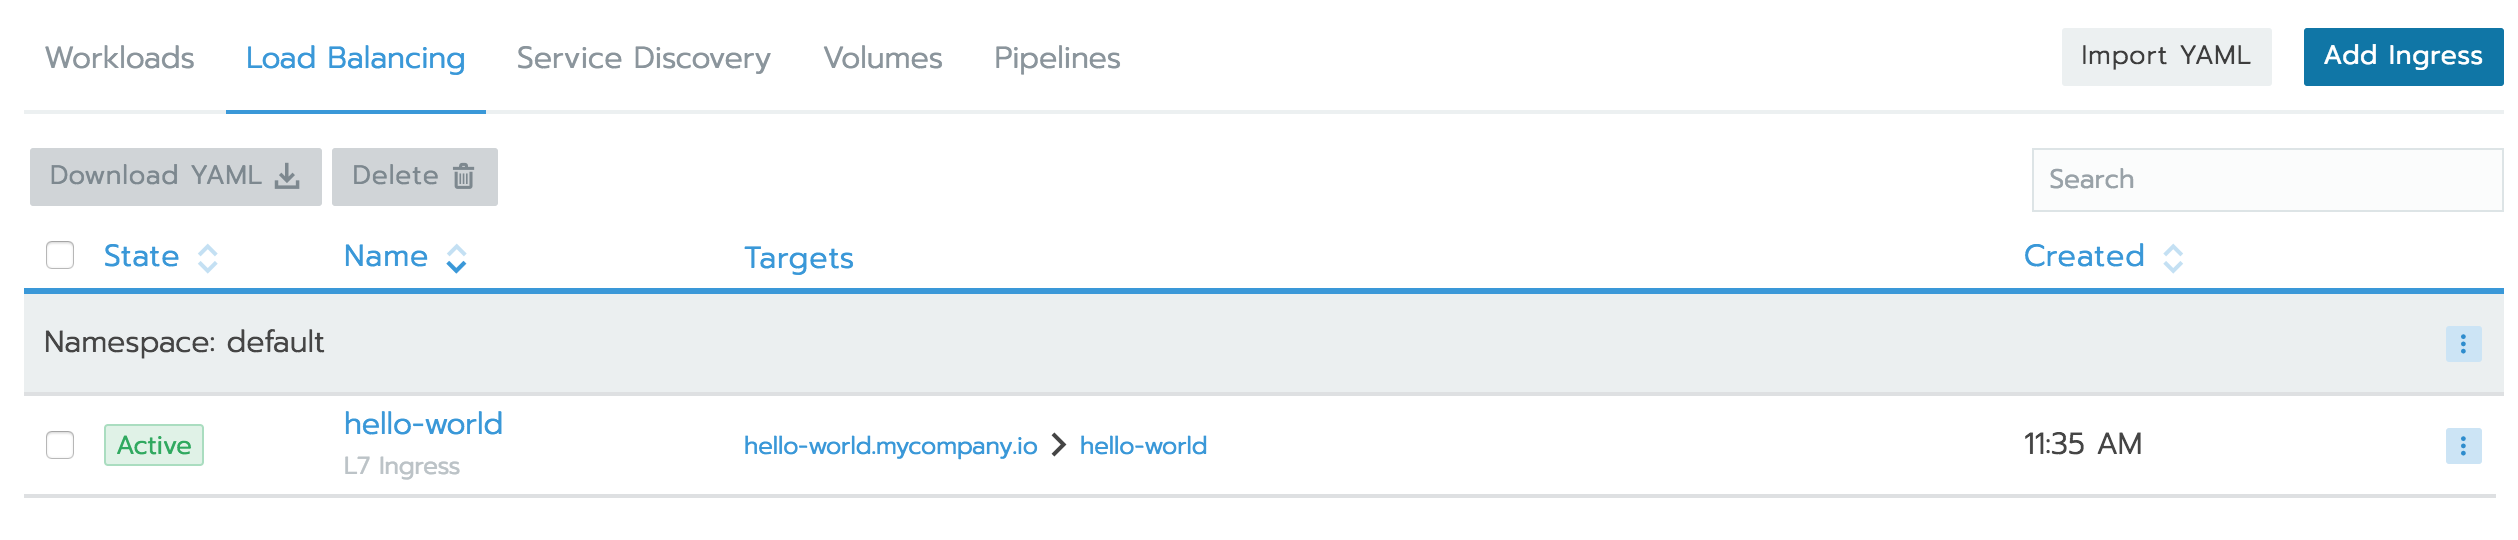 Workloads Load Balancing Service Discovery Volumes Pipelines Import YAML Add Ingress
Download YAML Delete Search
State Name Targets Created
Namespace: default
Active hello-world hello-world.mycompany.io hello-world 11:35 AM
L7 Ingress